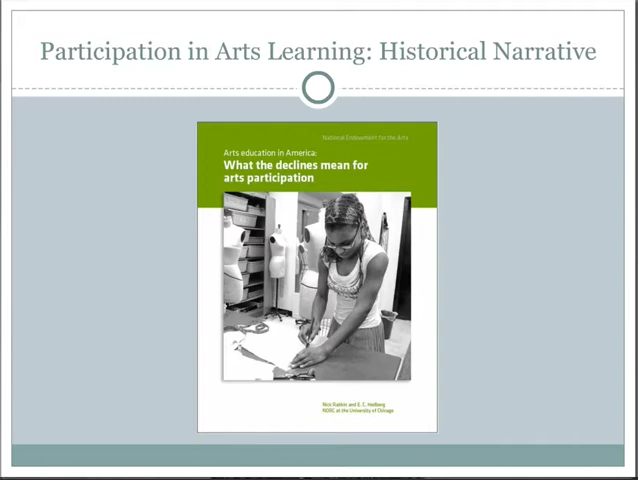 Participation in Arts Learning: Historical Narrative
National Endowment for the Arts
Arts education in America:
What the declines mean for
arts participation
Nick Rabkin and E. C. Hedberg
NORC at the University of Chicago